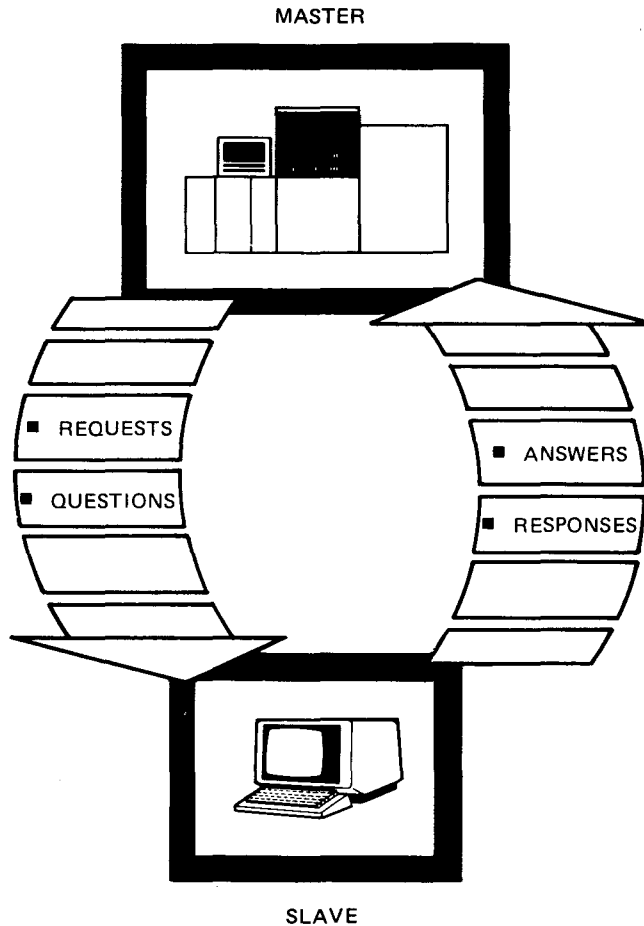 MASTER
■ REQUESTS
■ QUESTIONS
■ ANSWERS
■ RESPONSES
SLAVE